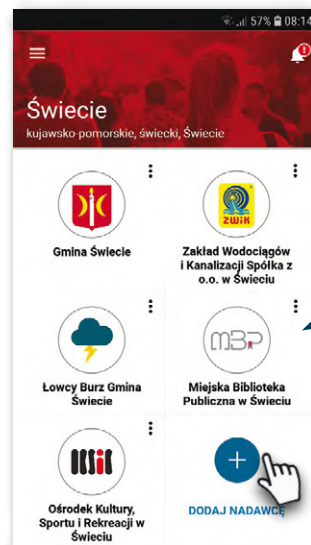 57% 08:14
Świecie
kujawsko-pomorskie, świecki, Świecie
Gmina Świecie
ZWiK
Zakład Wodociągów
i Kanalizacji Spółka z
o.o. w Świeciu
Łowcy Burz Gmina
Świecie
MBP
Miejska Biblioteka
Publiczna w Świeciu
Ośrodek Kultury,
Sportu i Rekreacji w
Świeciu
DODAJ NADAWCĘ